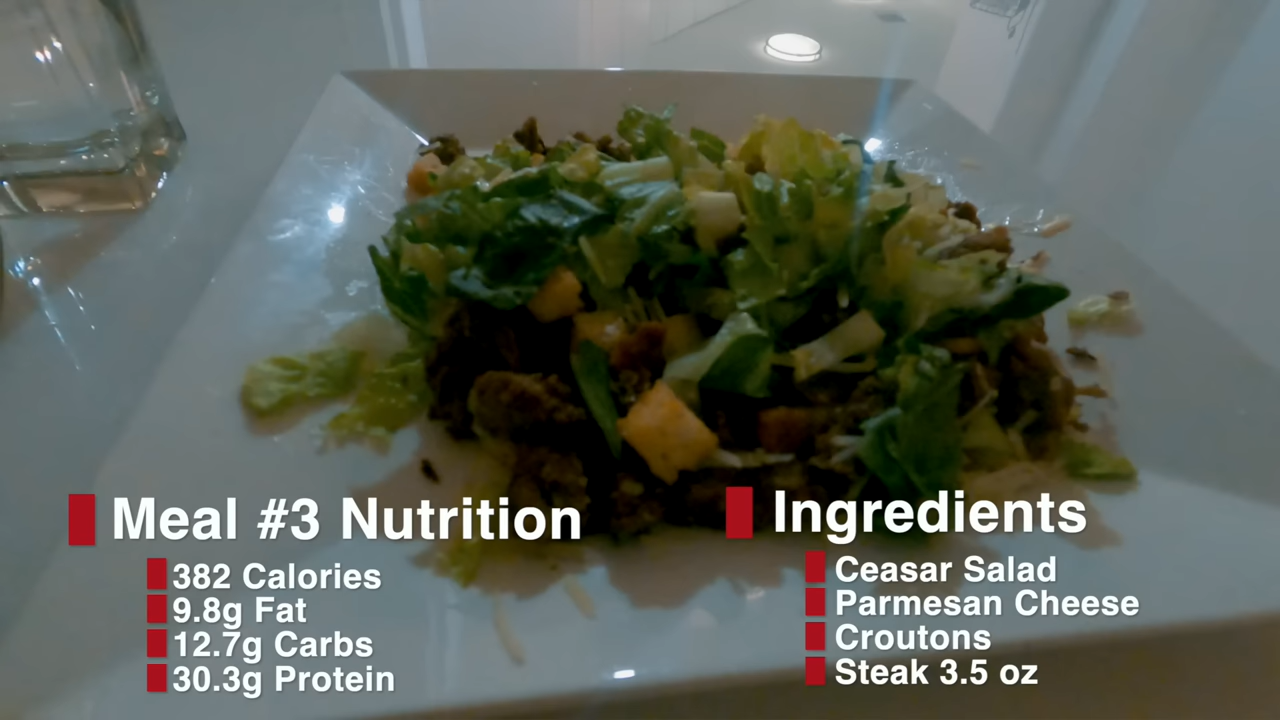 Meal #3 Nutrition
382 Calories
9.8g Fat
12.7g Carbs
30.3g Protein
Ingredients
Ceasar Salad
Parmesan Cheese
Croutons
Steak 3.5 oz